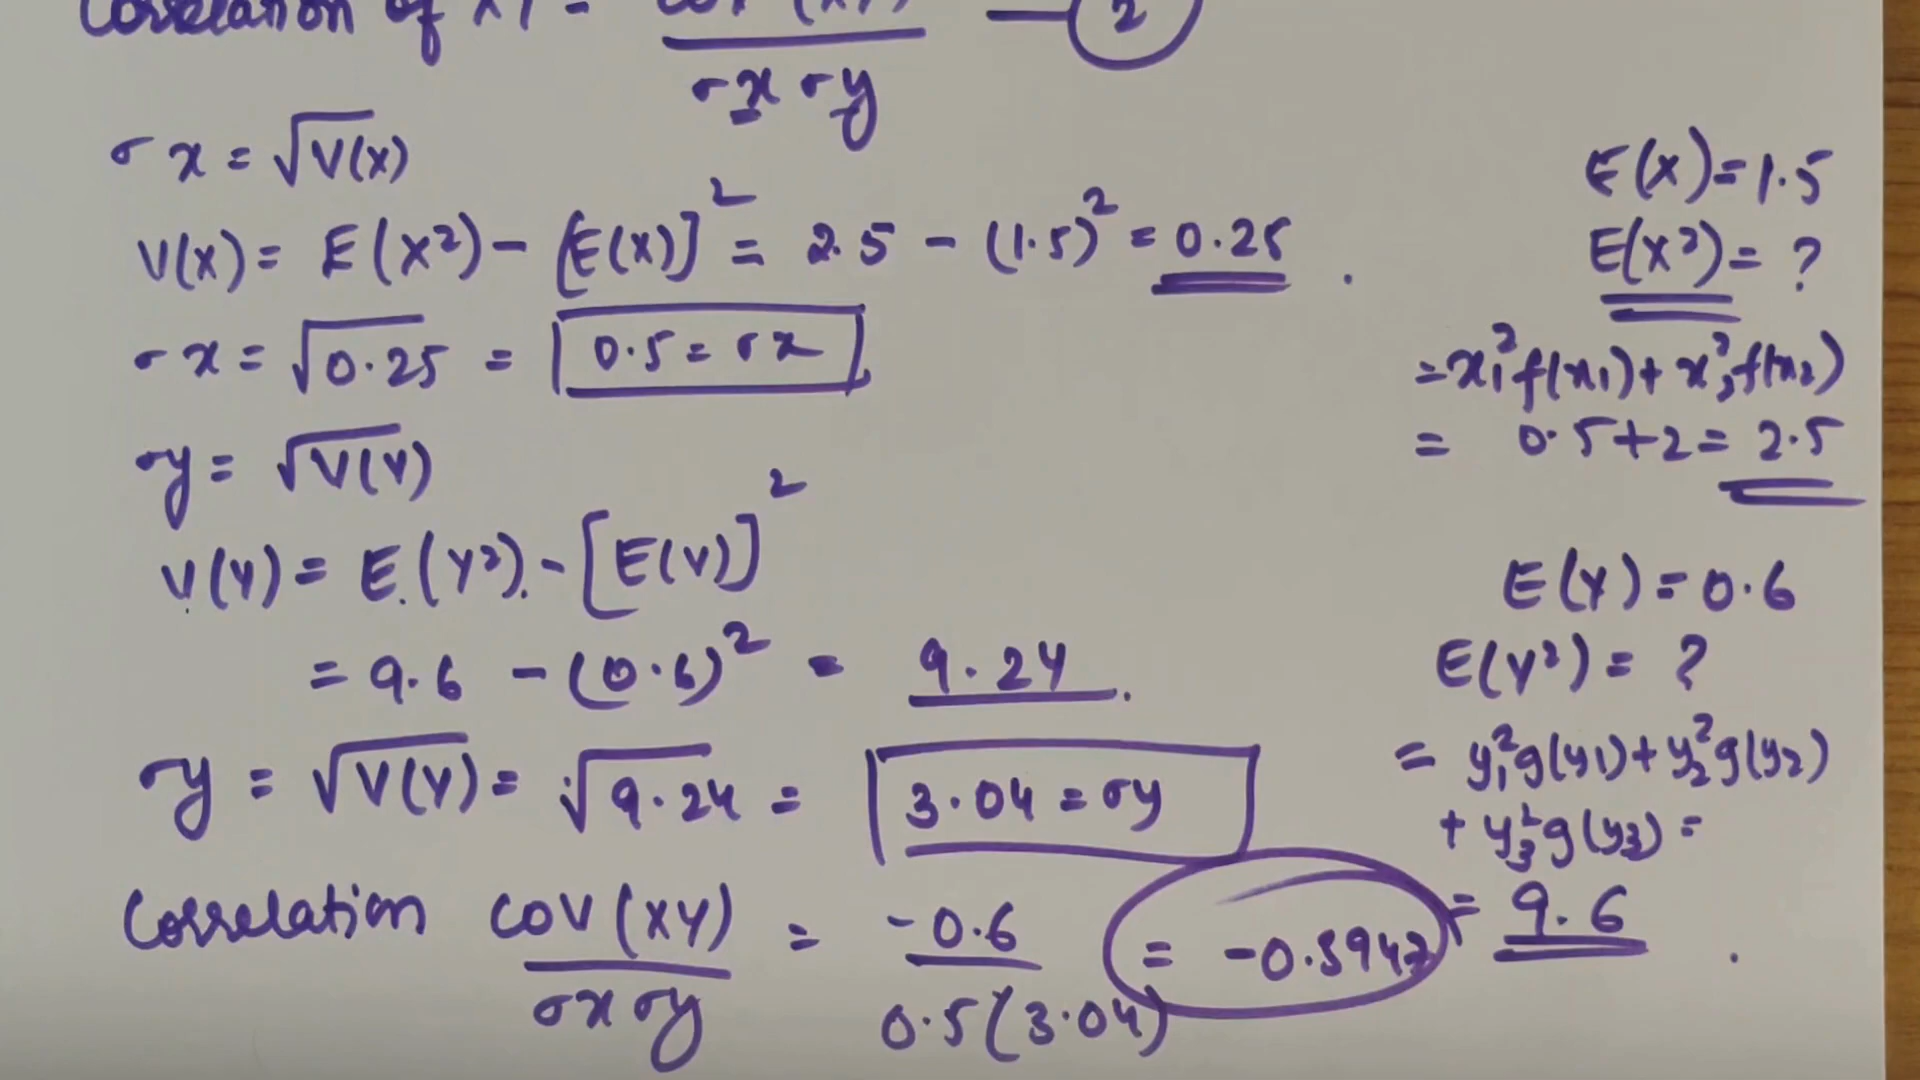 Correlation of XY = cov (XY) — 2
σx σy
σx = √V(X)
V(X) = E(X²) - [E(X)]² = 2.5 - (1.5)² = 0.25
σx = √0.25 = 0.5 = σx
σy = √V(Y)
V(Y) = E(Y²) - [E(Y)]²
= 9.6 - (0.6)² = 9.24
σy = √V(Y) = √9.24 = 3.04 = σy
Correlation cov (XY) / σx σy = -0.6 / 0.5(3.04) = -0.3947
E(X) = 1.5
E(X²) = ?
= x₁² f(x₁) + x₂² f(x₂)
= 0.5 + 2 = 2.5
E(Y) = 0.6
E(Y²) = ?
= y₁² g(y₁) + y₂² g(y₂)
+ y₃² g(y₃) =
= 9.6